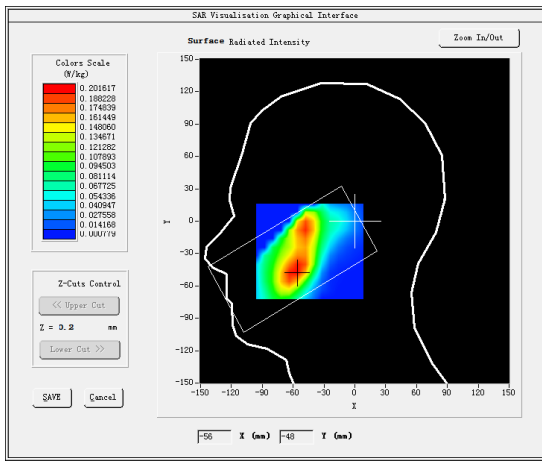 SAR Visualisation Graphical Interface
Surface Radiated Intensity
Zoom In/Out
Colors Scale
(W/kg)
0.201617
0.188228
0.174839
0.161449
0.148060
0.134671
0.121282
0.107893
0.094503
0.081114
0.067725
0.054336
0.040947
0.027558
0.014168
0.000779
Z-Cuts Control
<< Upper Cut
Z = 3.2 mm
Lower Cut >>
SAVE
Cancel
150
120
90
60
30
0
-30
-60
-90
-120
-150
Y
-150 -120 -90 -60 -30 0 30 60 90 120 150
X
-56 X (mm) -48 Y (mm)